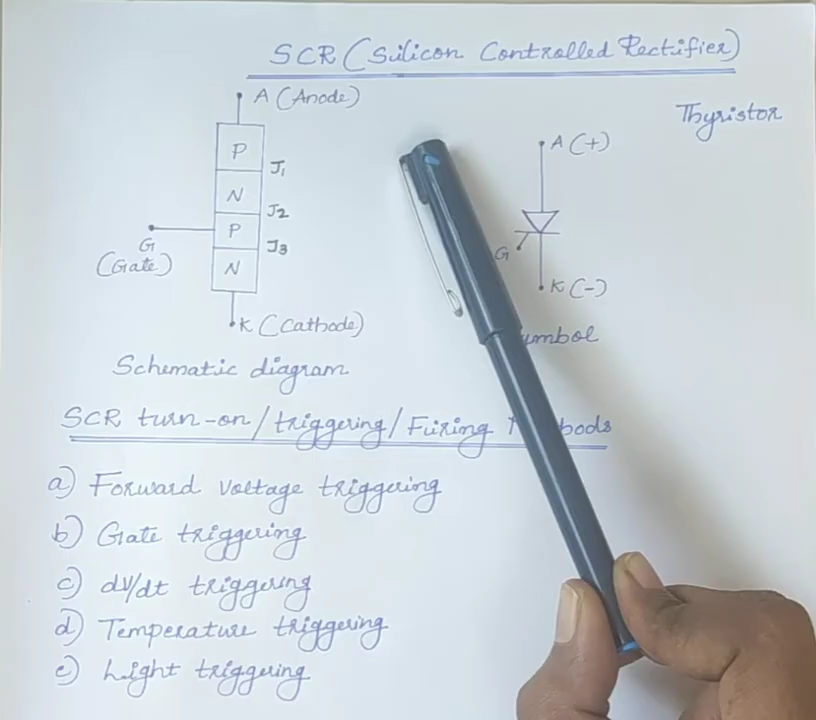 SCR (Silicon Controlled Rectifier)
A (Anode)
P
J1
N
J2
P
J3
N
G
(Gate)
K (Cathode)
Schematic diagram
Thyristor
A (+)
G
K (-)
SCR turn-on/triggering/Firing
a) Forward voltage triggering
b) Gate triggering
c) dv/dt triggering
d) Temperature triggering
e) Light triggering